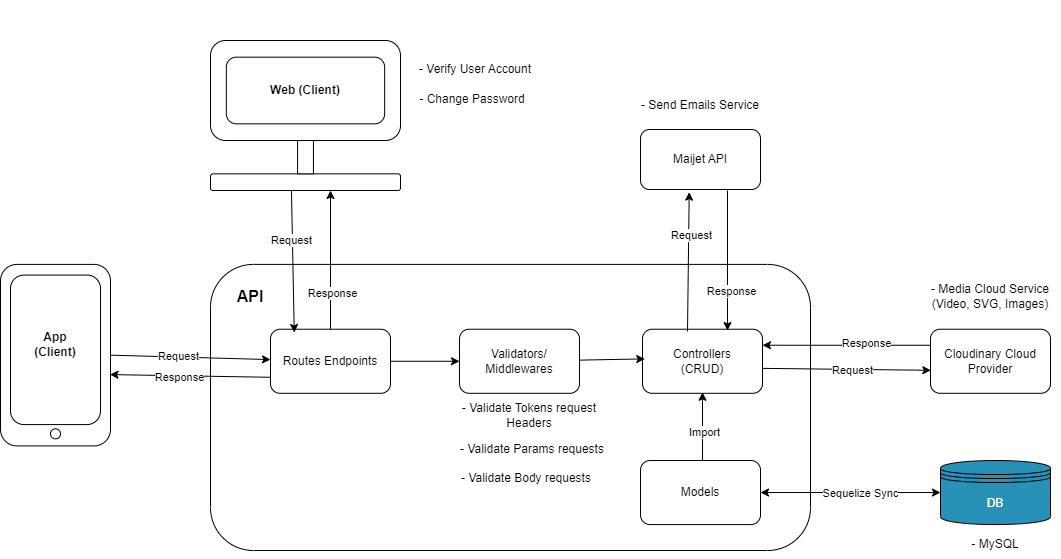 Web (Client)
- Verify User Account
- Change Password
- Send Emails Service
Maijet API
Request
Response
Request
Response
API
- Media Cloud Service
(Video, SVG, Images)
App
(Client)
Request
Response
Routes Endpoints
Validators/
Middlewares
Controllers
(CRUD)
Response
Request
Cloudinary Cloud
Provider
- Validate Tokens request
Headers
- Validate Params requests
- Validate Body requests
Import
Models
Sequelize Sync
DB
- MySQL